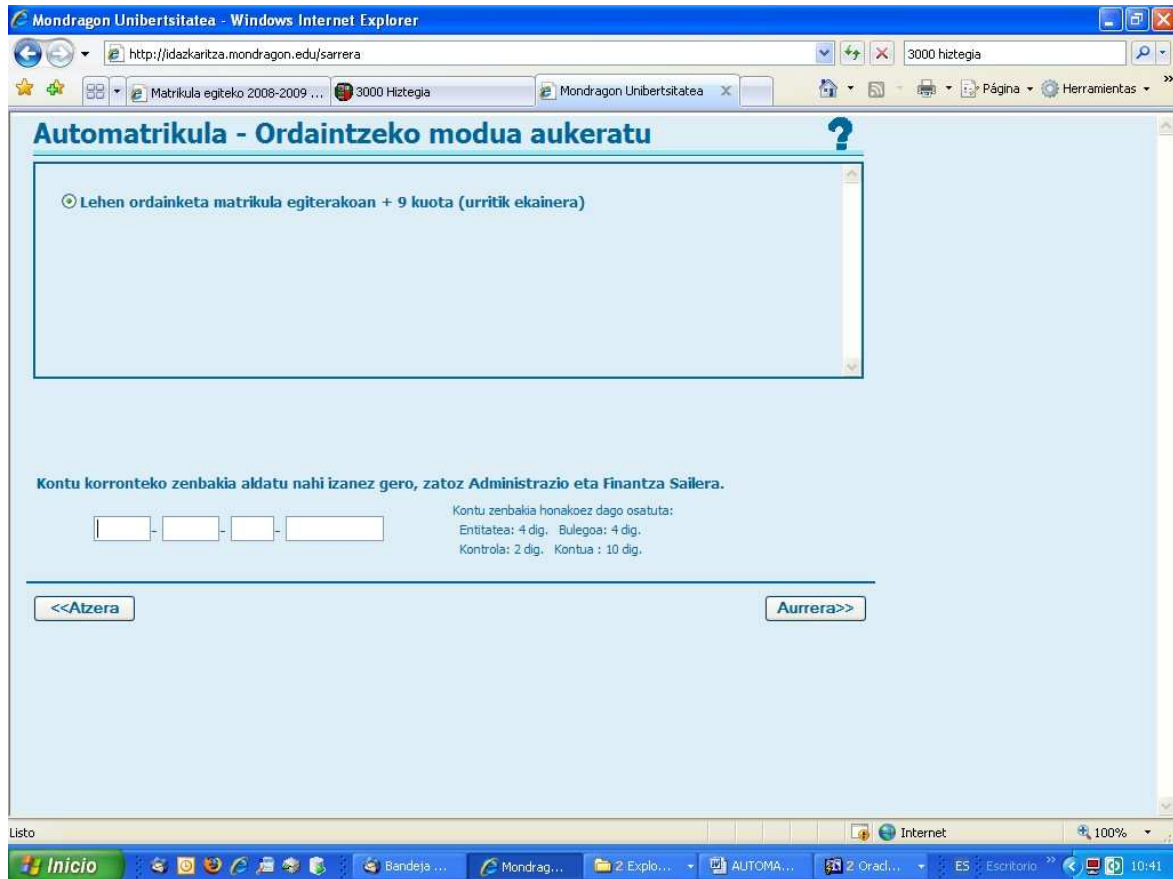 Mondragon Unibertsitatea - Windows Internet Explorer
http://idazkaritza.mondragon.edu/sarrera
3000 hiztegia
Matrikula egiteko 2008-2009 ...
3000 Hiztegia
Mondragon Unibertsitatea
Página
Herramientas
Automatrikula - Ordaintzeko modua aukeratu
?
Lehen ordainketa matrikula egiterakoan + 9 kuota (urritik ekainera)
Kontu korronteko zenbakia aldatu nahi izanez gero, zatoz Administrazio eta Finantza Sailera.
Kontu zenbakia honakoez dago osatuta:
Entitatea: 4 dig. Bulegoa: 4 dig.
Kontrola: 2 dig. Kontua : 10 dig.
- - -
<<Atzera
Aurrera>>
Listo
Internet
100%
Inicio
Bandeja ...
Mondrag...
2 Explo...
AUTOMA...
2 Oracl...
ES
Escritorio
10:41